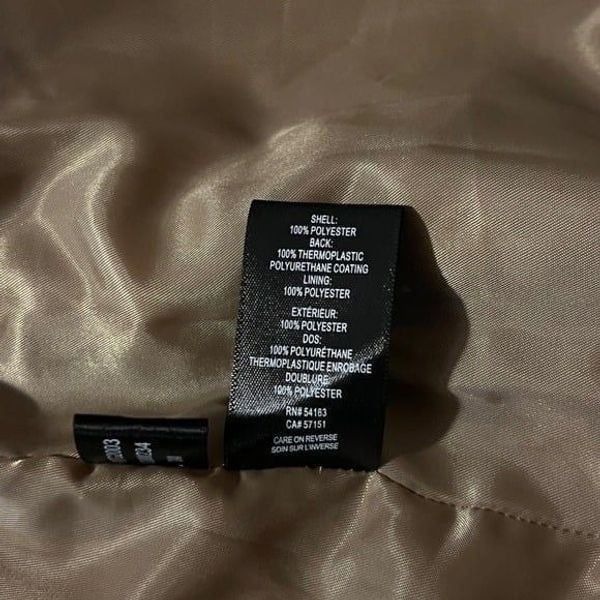 SHELL:
100% POLYESTER
BACK:
100% THERMOPLASTIC
POLYURETHANE COATING
LINING:
100% POLYESTER
EXTÉRIEUR:
100% POLYESTER
DOS:
100% POLYURÉTHANE
THERMOPLASTIQUE ENROBAGE
DOUBLURE:
100% POLYESTER
RN# 54163
CA# 57151
CARE ON REVERSE
SOIN SUR L'INVERSE